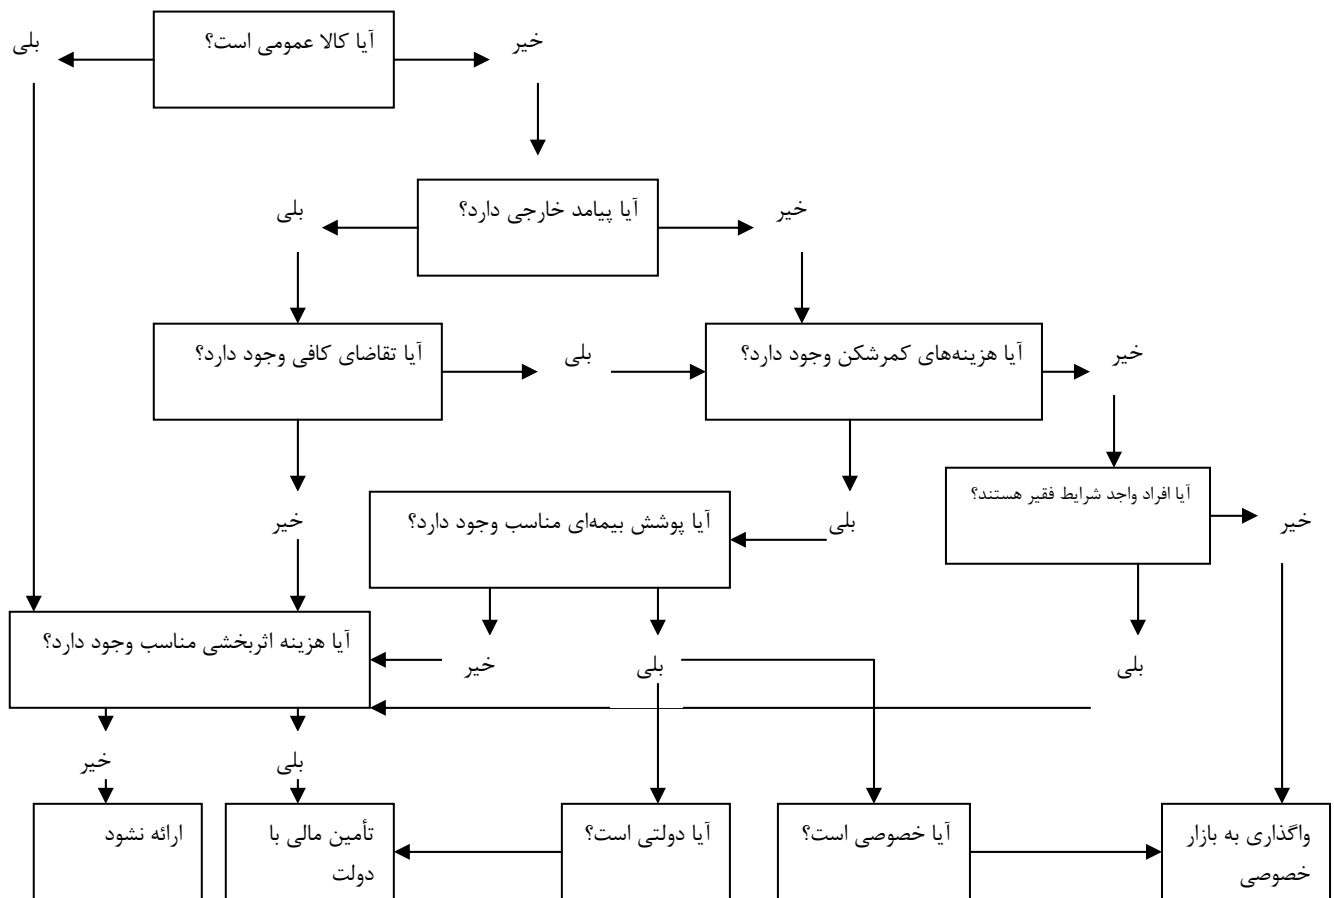 آیا کالا عمومی است؟
بلی
خیر
آیا پیامد خارجی دارد؟
بلی
خیر
آیا تقاضای کافی وجود دارد؟
بلی
آیا هزینه‌های کمرشکن وجود دارد؟
خیر
آیا افراد واجد شرایط فقیر هستند؟
خیر
آیا پوشش بیمه‌ای مناسب وجود دارد؟
بلی
خیر
آیا هزینه اثربخشی مناسب وجود دارد؟
خیر
بلی
بلی
خیر
بلی
ارائه نشود
تأمین مالی با
دولت
آیا دولتی است؟
آیا خصوصی است؟
واگذاری به بازار
خصوصی